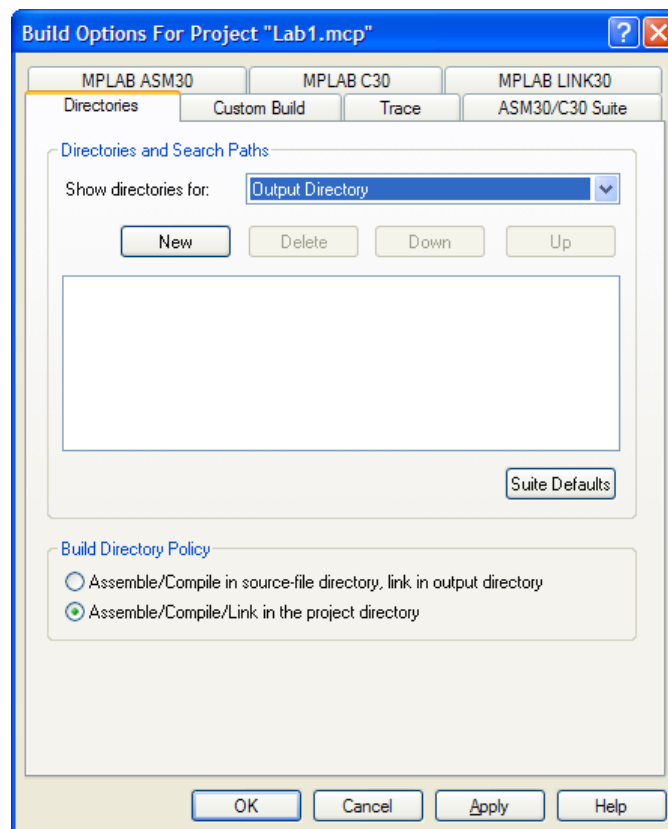 Build Options For Project "Lab1.mcp"
MPLAB ASM30 MPLAB C30 MPLAB LINK30
Directories Custom Build Trace ASM30/C30 Suite
Directories and Search Paths
Show directories for: Output Directory
New Delete Down Up
Suite Defaults
Build Directory Policy
Assemble/Compile in source-file directory, link in output directory
Assemble/Compile/Link in the project directory
OK Cancel Apply Help